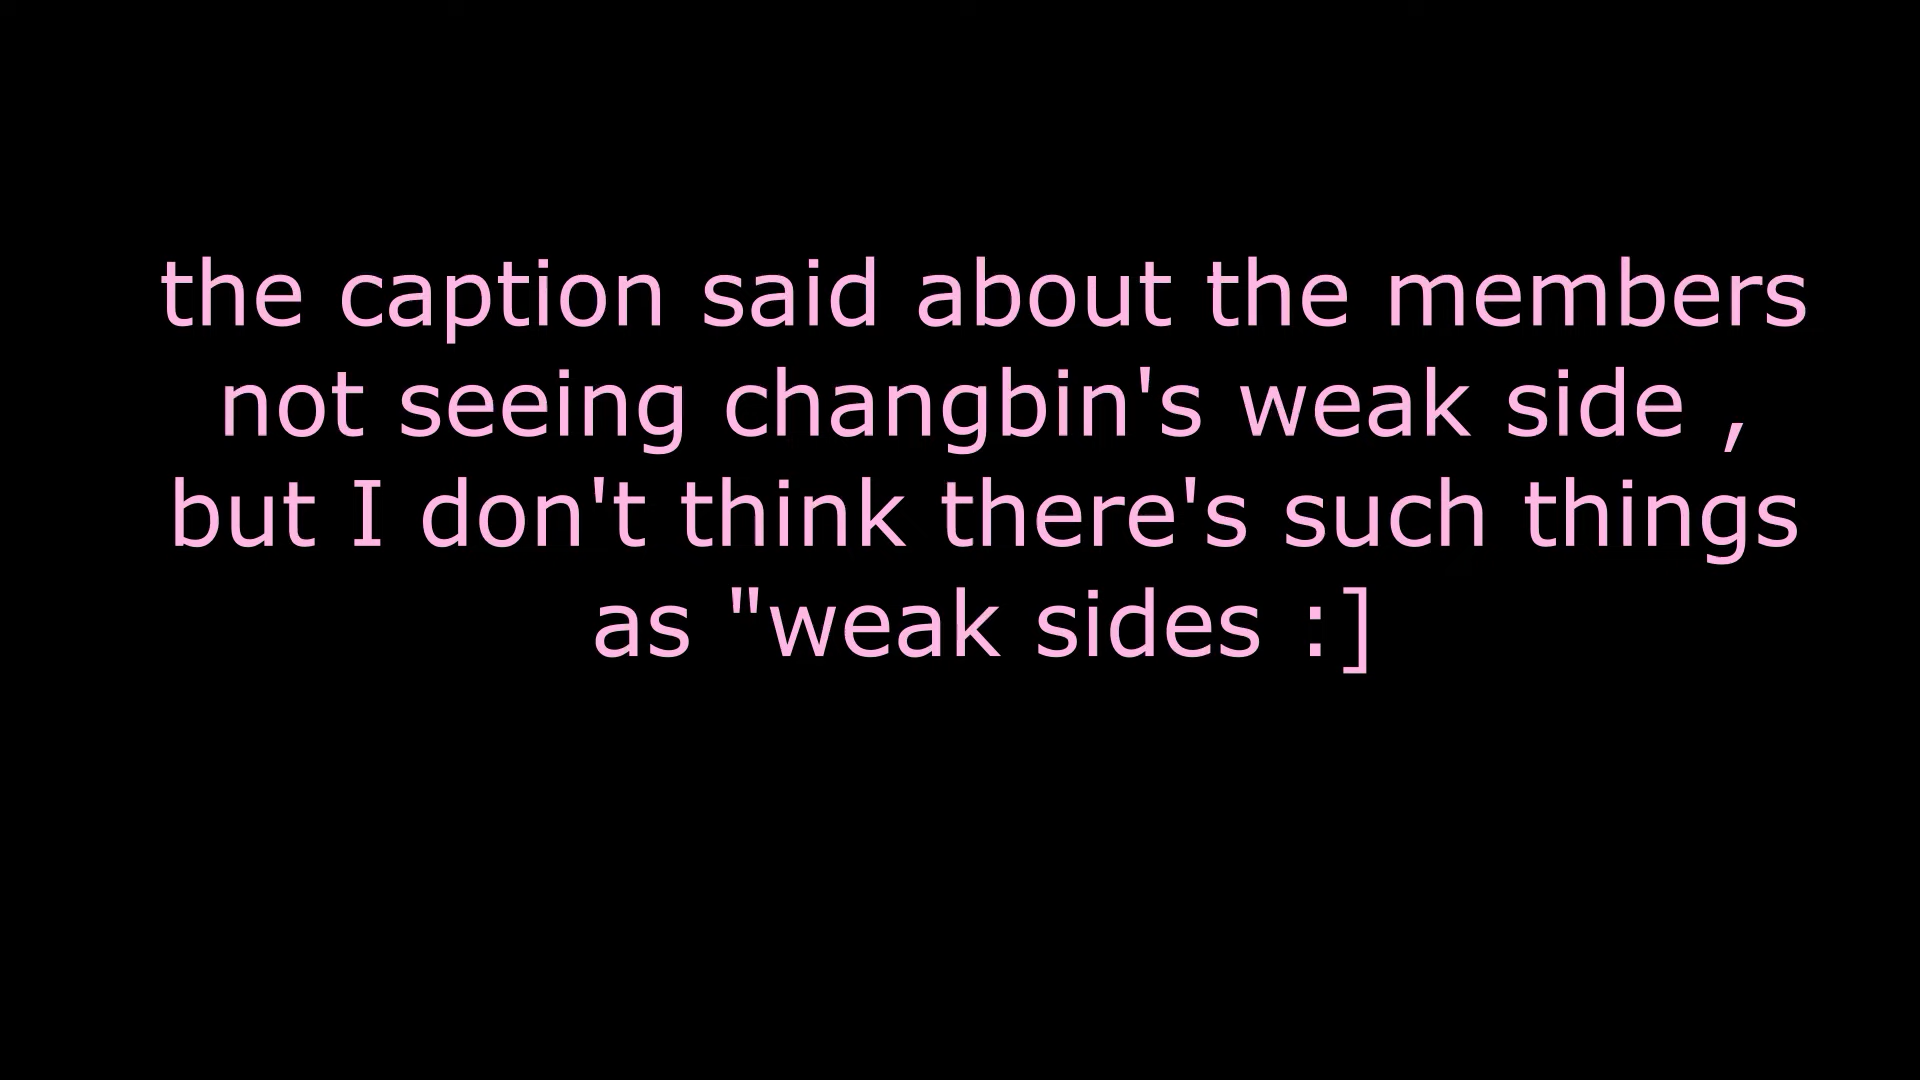 the caption said about the members
not seeing changbin's weak side ,
but I don't think there's such things
as "weak sides :]